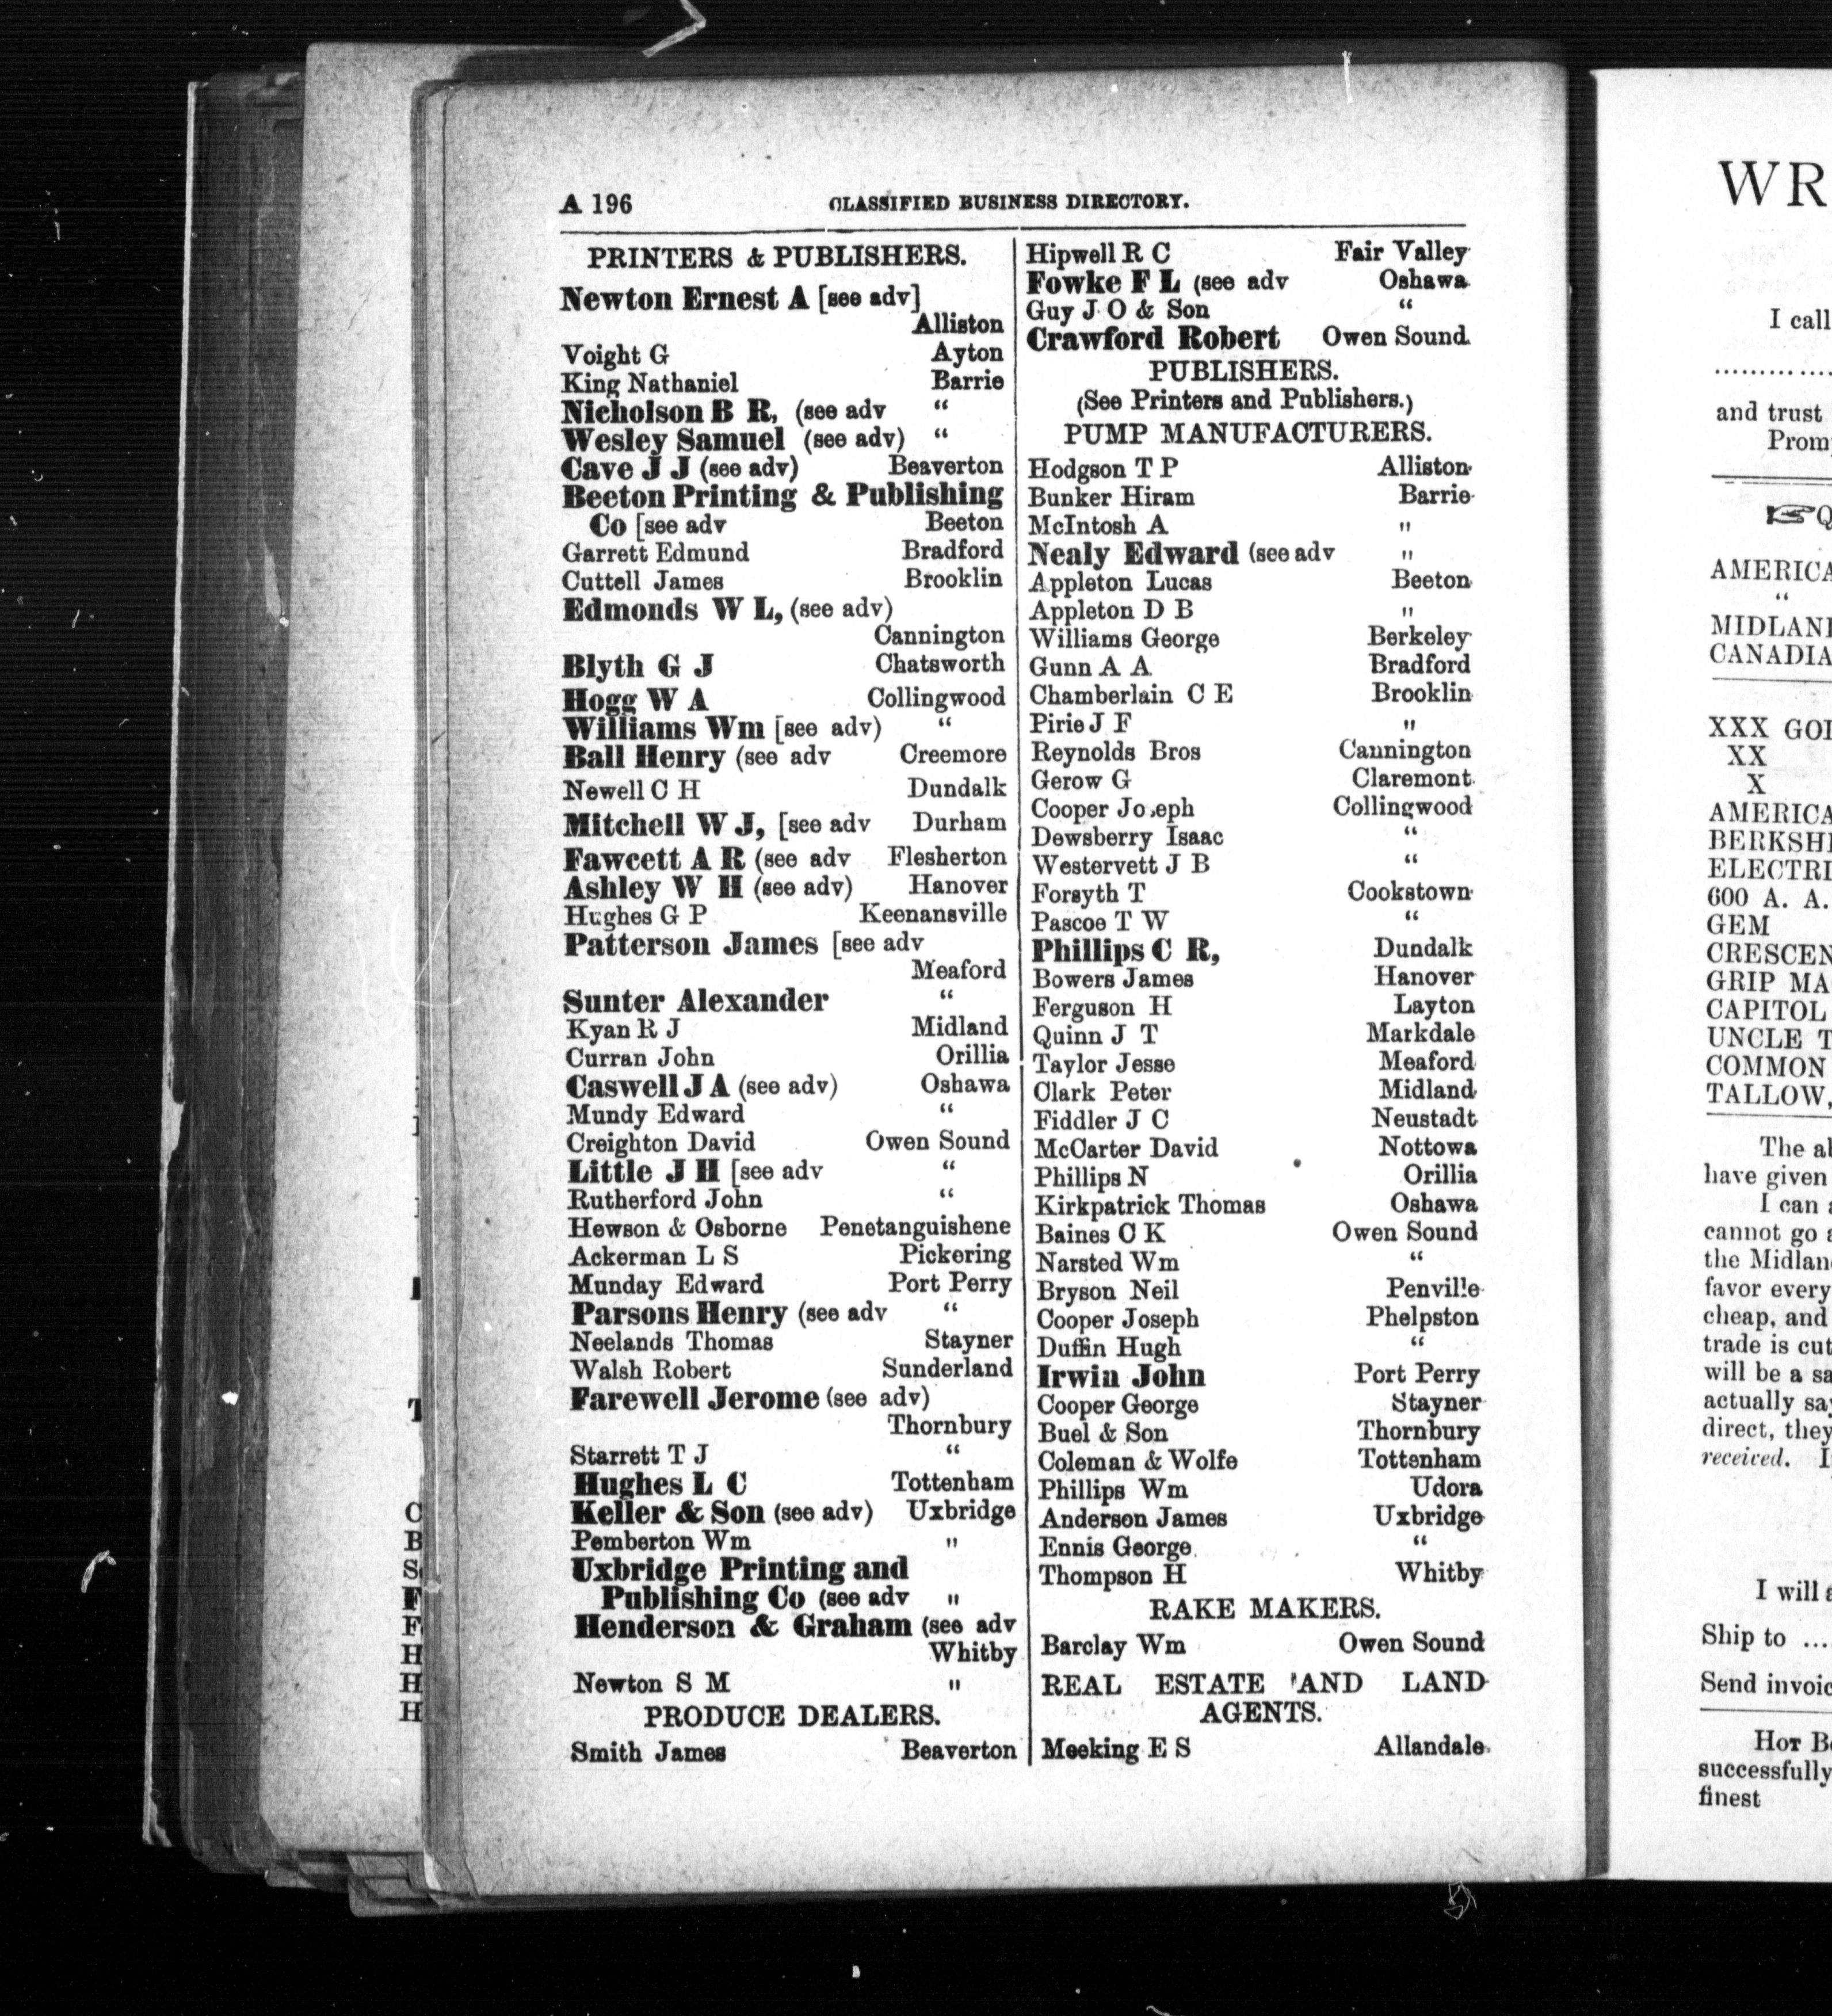 A 196 CLASSIFIED BUSINESS DIRECTORY.
PRINTERS & PUBLISHERS.
Newton Ernest A [see adv]
Alliston
Voight G Ayton
King Nathaniel Barrie
Nicholson B R, (see adv “
Wesley Samuel (see adv) “
Cave J J (see adv) Beaverton
Beeton Printing & Publishing
Co [see adv Beeton
Garrett Edmund Bradford
Cuttell James Brooklin
Edmonds W L, (see adv)
Cannington
Blyth G J Chatsworth
Hogg W A Collingwood
Williams Wm [see adv) “
Ball Henry (see adv Creemore
Newell C H Dundalk
Mitchell W J, [see adv Durham
Fawcett A R (see adv Flesherton
Ashley W H (see adv) Hanover
Hughes G P Keenansville
Patterson James [see adv
Meaford
Sunter Alexander “
Kyan R J Midland
Curran John Orillia
Caswell J A (see adv) Oshawa
Mundy Edward “
Creighton David Owen Sound
Little J H [see adv “
Rutherford John “
Hewson & Osborne Penetanguishene
Ackerman L S Pickering
Munday Edward Port Perry
Parsons Henry (see adv “
Neelands Thomas Stayner
Walsh Robert Sunderland
Farewell Jerome (see adv)
Thornbury
Starrett T J “
Hughes L C Tottenham
Keller & Son (see adv) Uxbridge
Pemberton Wm "
Uxbridge Printing and
Publishing Co (see adv "
Henderson & Graham (see adv
Whitby
Newton S M "
PRODUCE DEALERS.
Smith James Beaverton
Hipwell R C Fair Valley
Fowke F L (see adv Oshawa
Guy J O & Son “
Crawford Robert Owen Sound
PUBLISHERS.
(See Printers and Publishers.)
PUMP MANUFACTURERS.
Hodgson T P Alliston
Bunker Hiram Barrie
McIntosh A "
Nealy Edward (see adv "
Appleton Lucas Beeton
Appleton D B "
Williams George Berkeley
Gunn A A Bradford
Chamberlain C E Brooklin
Pirie J F "
Reynolds Bros Cannington
Gerow G Claremont
Cooper Jo.eph Collingwood
Dewsberry Isaac “
Westervett J B “
Forsyth T Cookstown
Pascoe T W “
Phillips C R, Dundalk
Bowers James Hanover
Ferguson H Layton
Quinn J T Markdale
Taylor Jesse Meaford
Clark Peter Midland
Fiddler J C Neustadt
McCarter David Nottowa
Phillips N Orillia
Kirkpatrick Thomas Oshawa
Baines C K Owen Sound
Narsted Wm “
Bryson Neil Penville
Cooper Joseph Phelpston
Duffin Hugh “
Irwin John Port Perry
Cooper George Stayner
Buel & Son Thornbury
Coleman & Wolfe Tottenham
Phillips Wm Udora
Anderson James Uxbridge
Ennis George “
Thompson H Whitby
RAKE MAKERS.
Barclay Wm Owen Sound
REAL ESTATE AND LAND
AGENTS.
Meeking E S Allandale
WR
I call
and trust
Prom
Q
AMERICA
“
MIDLAN
CANADIA
XXX GO
XX
X
AMERICA
BERKSH
ELECTRI
600 A. A.
GEM
CRESCEN
GRIP MA
CAPITOL
UNCLE T
COMMON
TALLOW,
The a
have given
I can a
cannot go a
the Midlan
favor every
cheap, and
trade is cut
will be a sa
actually say
direct, they
received. I
I will a
Ship to ...
Send invoic
Hot B
successfully
finest